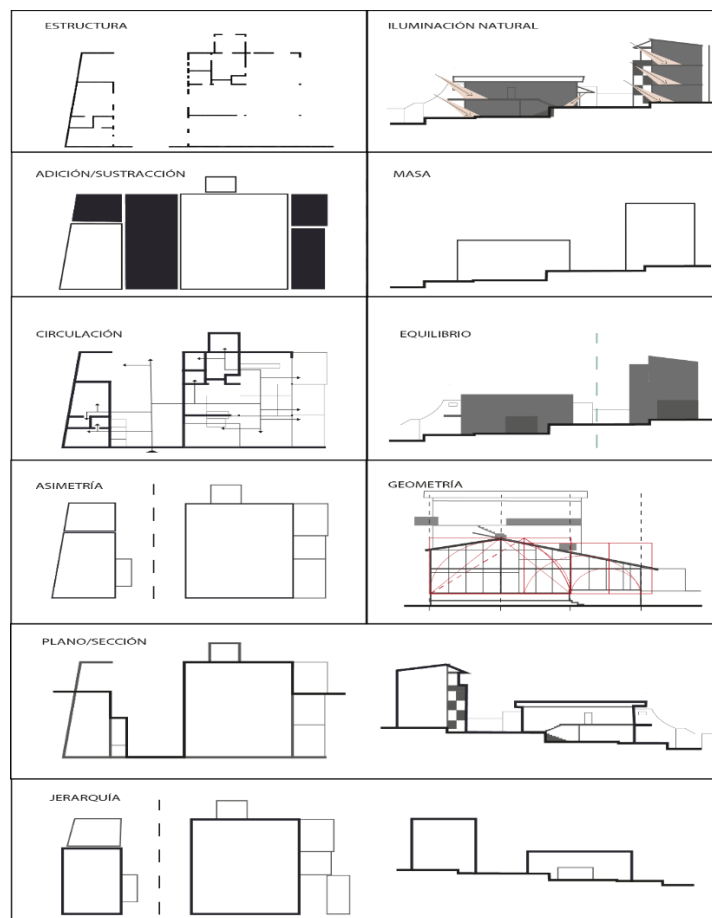 ESTRUCTURA
ILUMINACIÓN NATURAL
ADICIÓN/SUSTRACCIÓN
MASA
CIRCULACIÓN
EQUILIBRIO
ASIMETRÍA
GEOMETRÍA
PLANO/SECCIÓN
JERARQUÍA